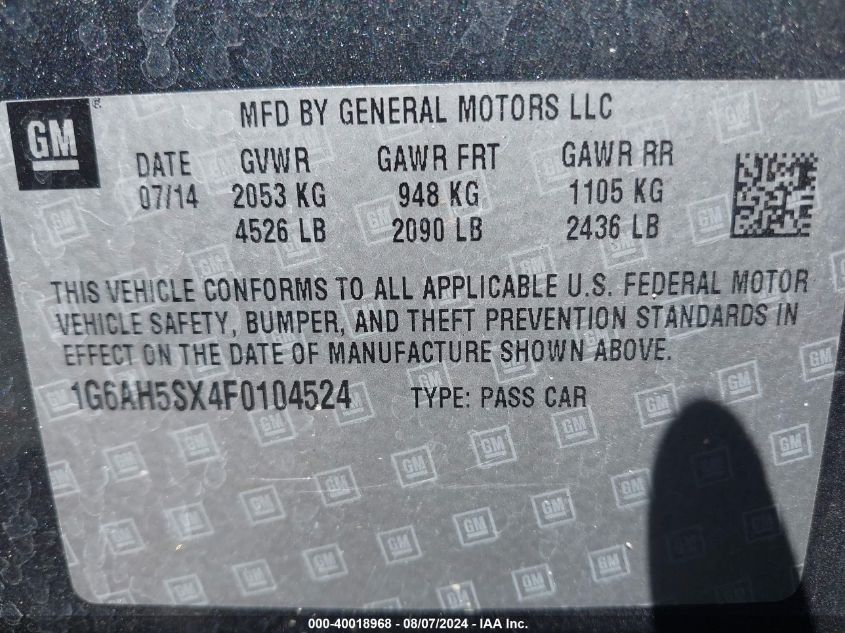 GM
MFD BY GENERAL MOTORS LLC
DATE GVWR GAWR FRT GAWR RR
07/14 2053 KG 948 KG 1105 KG
4526 LB 2090 LB 2436 LB
THIS VEHICLE CONFORMS TO ALL APPLICABLE U.S. FEDERAL MOTOR
VEHICLE SAFETY, BUMPER, AND THEFT PREVENTION STANDARDS IN
EFFECT ON THE DATE OF MANUFACTURE SHOWN ABOVE.
1G6AH5SX4F0104524 TYPE: PASS CAR
000-40018968 - 08/07/2024 - IAA Inc.